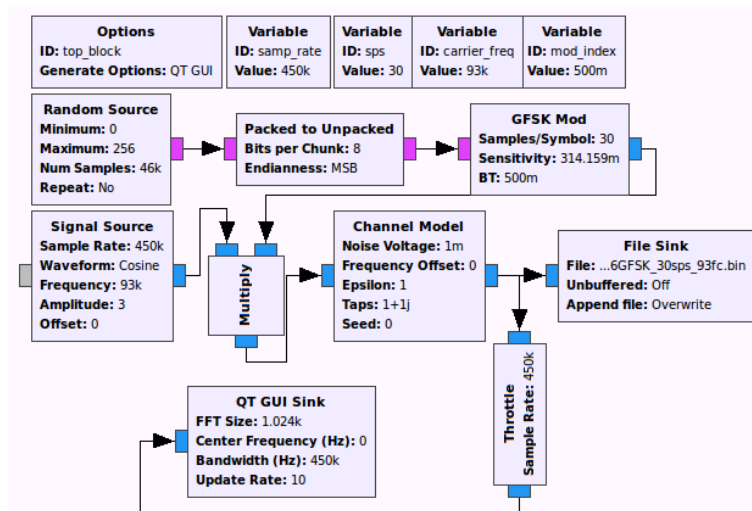 Options
ID: top_block
Generate Options: QT GUI
Variable
ID: samp_rate
Value: 450k
Variable
ID: sps
Value: 30
Variable
ID: carrier_freq
Value: 93k
Variable
ID: mod_index
Value: 500m
Random Source
Minimum: 0
Maximum: 256
Num Samples: 46k
Repeat: No
Packed to Unpacked
Bits per Chunk: 8
Endianness: MSB
GFSK Mod
Samples/Symbol: 30
Sensitivity: 314.159m
BT: 500m
Signal Source
Sample Rate: 450k
Waveform: Cosine
Frequency: 93k
Amplitude: 3
Offset: 0
Multiply
Channel Model
Noise Voltage: 1m
Frequency Offset: 0
Epsilon: 1
Taps: 1+1j
Seed: 0
File Sink
File: ...6GFSK_30sps_93fc.bin
Unbuffered: Off
Append file: Overwrite
Throttle
Sample Rate: 450k
QT GUI Sink
FFT Size: 1.024k
Center Frequency (Hz): 0
Bandwidth (Hz): 450k
Update Rate: 10